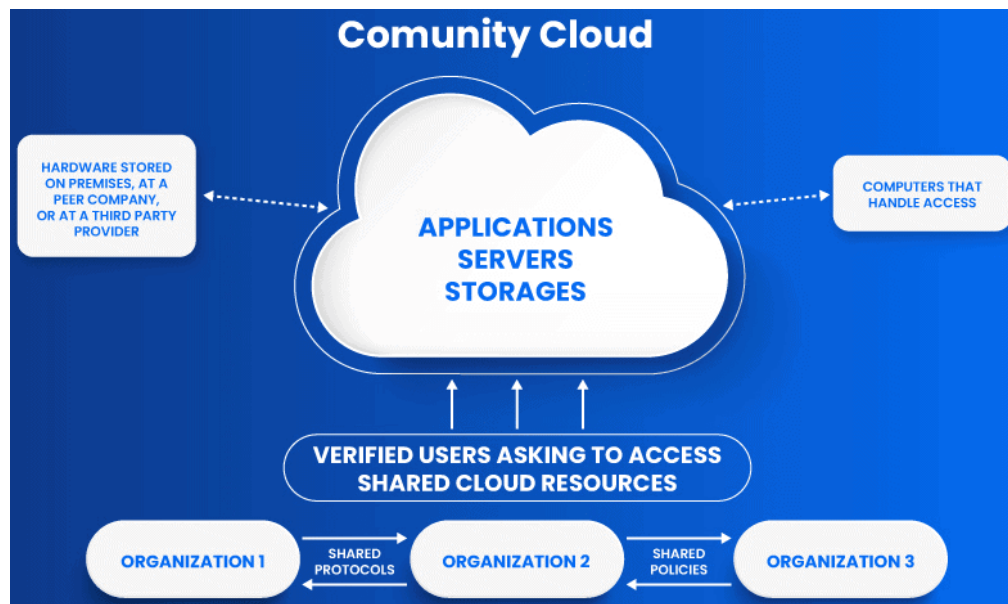 Comunity Cloud
HARDWARE STORED
ON PREMISES, AT A
PEER COMPANY,
OR AT A THIRD PARTY
PROVIDER
COMPUTERS THAT
HANDLE ACCESS
APPLICATIONS
SERVERS
STORAGES
VERIFIED USERS ASKING TO ACCESS
SHARED CLOUD RESOURCES
ORGANIZATION 1
SHARED
PROTOCOLS
ORGANIZATION 2
SHARED
POLICIES
ORGANIZATION 3